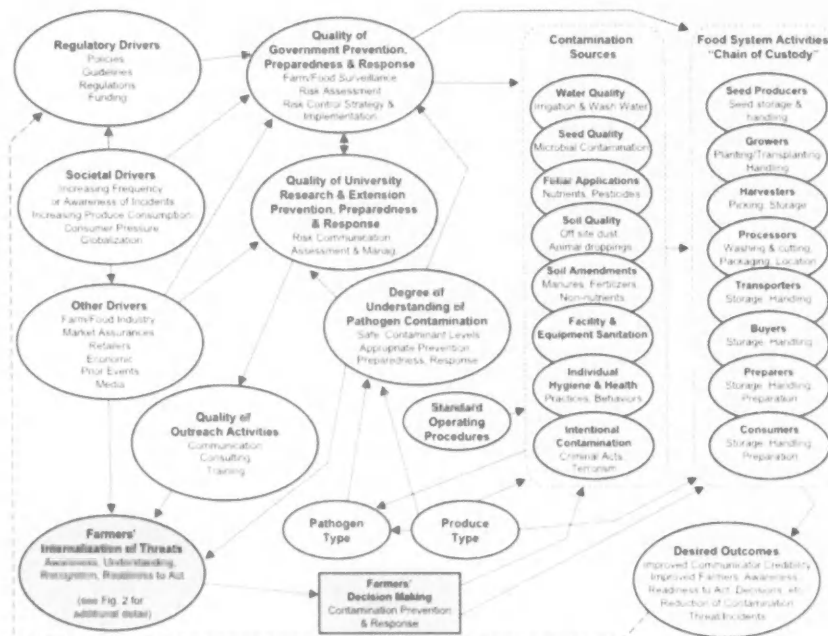 Regulatory Drivers
Policies
Guidelines
Regulations
Funding
Societal Drivers
Increasing Frequency
or Awareness of Incidents
Increasing Produce Consumption
Consumer Pressure
Globalization
Other Drivers
Farm/Food Industry
Market Assurances
Retailers
Economic
Prior Events
Media
Quality of
Government Prevention,
Preparedness & Response
Farm/Food Surveillance
Risk Assessment
Risk Control Strategy &
Implementation
Quality of University
Research & Extension
Prevention, Preparedness
& Response
Risk Communication
Assessment & Manag.
Degree of
Understanding of
Pathogen Contamination
Safe Contaminant Levels
Appropriate Prevention
Preparedness, Response
Quality of
Outreach Activities
Communication
Consulting
Training
Standard
Operating
Procedures
Pathogen
Type
Produce
Type
Farmers'
Internalization of Threats
Awareness, Understanding,
Recognition, Readiness to Act
(see Fig. 2 for
additional detail)
Farmers'
Decision Making
Contamination Prevention
& Response
Contamination
Sources
Water Quality
Irrigation & Wash Water
Seed Quality
Microbial Contamination
Foliar Applications
Nutrients, Pesticides
Soil Quality
Off site dust,
Animal droppings
Soil Amendments
Manures, Fertilizers,
Non-nutrients
Facility &
Equipment Sanitation
Individual
Hygiene & Health
Practices, Behaviors
Intentional
Contamination
Criminal Acts
Terrorism
Food System Activities
"Chain of Custody"
Seed Producers
Seed storage &
handling
Growers
Planting/Transplanting
Handling
Harvesters
Picking, Storage
Processors
Washing & cutting,
Packaging, Location
Transporters
Storage, Handling
Buyers
Storage, Handling
Preparers
Storage, Handling
Preparation
Consumers
Storage, Handling
Preparation
Desired Outcomes
Improved Communicator Credibility
Improved Farmers' Awareness,
Readiness to Act, Decisions, etc.
Reduction of Contamination
Threat/Incidents